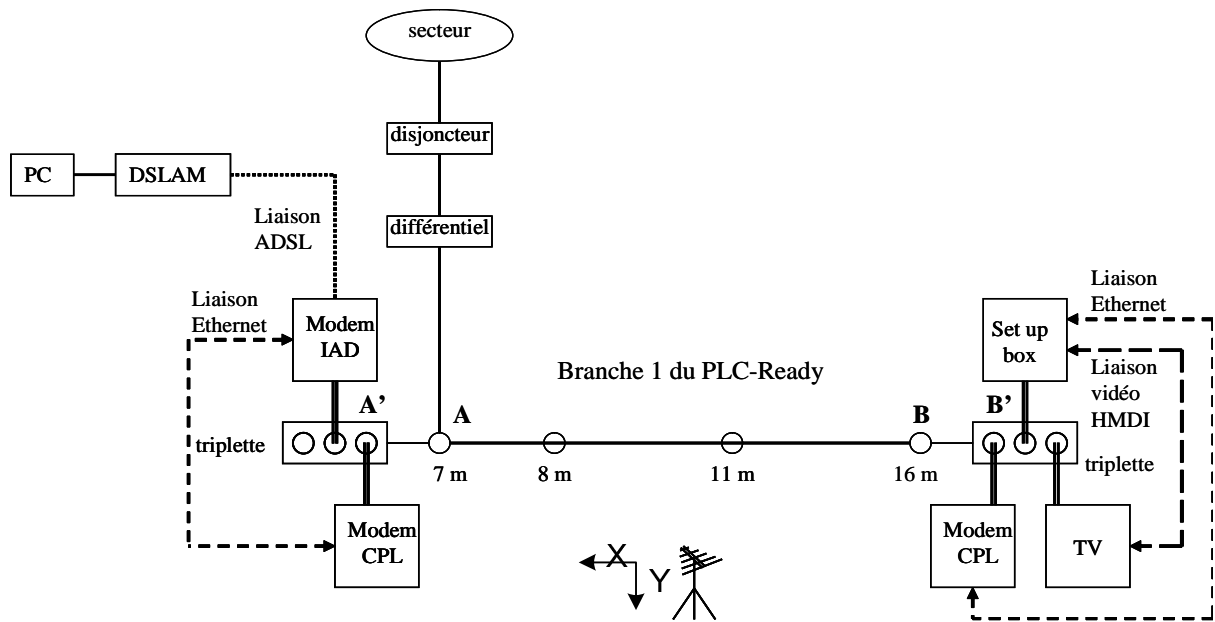 secteur
disjoncteur
PC
DSLAM
différentiel
Liaison
ADSL
Liaison
Ethernet
Modem
IAD
Liaison
Ethernet
Set up
box
Branche 1 du PLC-Ready
Liaison
vidéo
HMDI
A’
A
B
B’
triplette
triplette
7 m
8 m
11 m
16 m
Modem
CPL
X
Y
Modem
CPL
TV